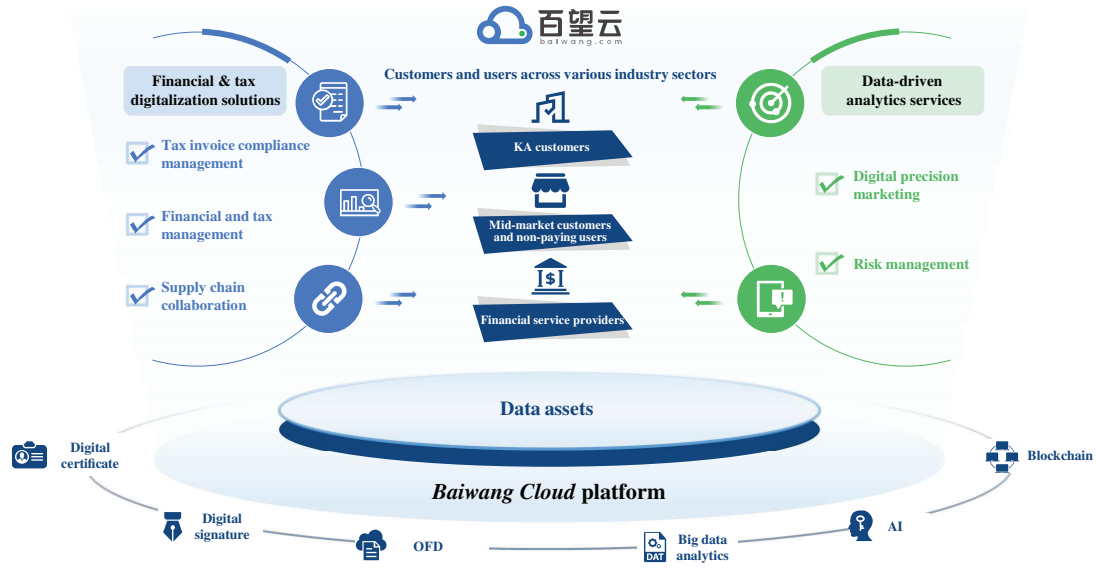 百望云
baiwang.com
Financial & tax
digitalization solutions
Tax invoice compliance
management
Financial and tax
management
Supply chain
collaboration
Customers and users across various industry sectors
KA customers
Mid-market customers
and non-paying users
$
Financial service providers
Data-driven
analytics services
Digital precision
marketing
!
Risk management
Data assets
Baiwang Cloud platform
Digital
certificate
Digital
signature
OFD
DAT
Big data
analytics
AI
Blockchain